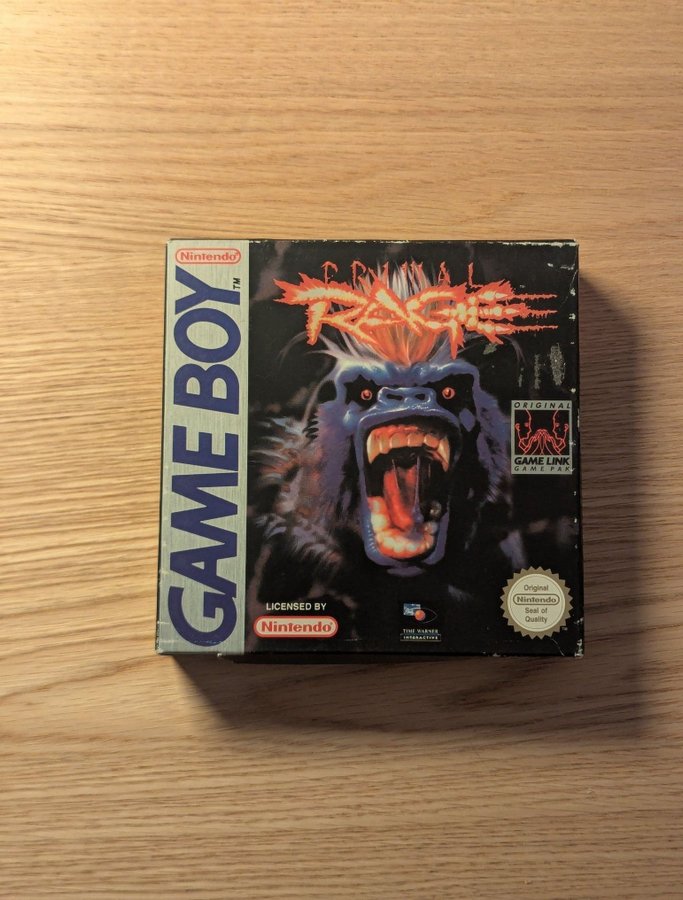 Nintendo®
GAME BOY™
PRIMAL
RAGE
ORIGINAL
GAME LINK
GAME PAK
LICENSED BY
Nintendo®
TIME WARNER
INTERACTIVE
Original
Nintendo
Seal of
Quality